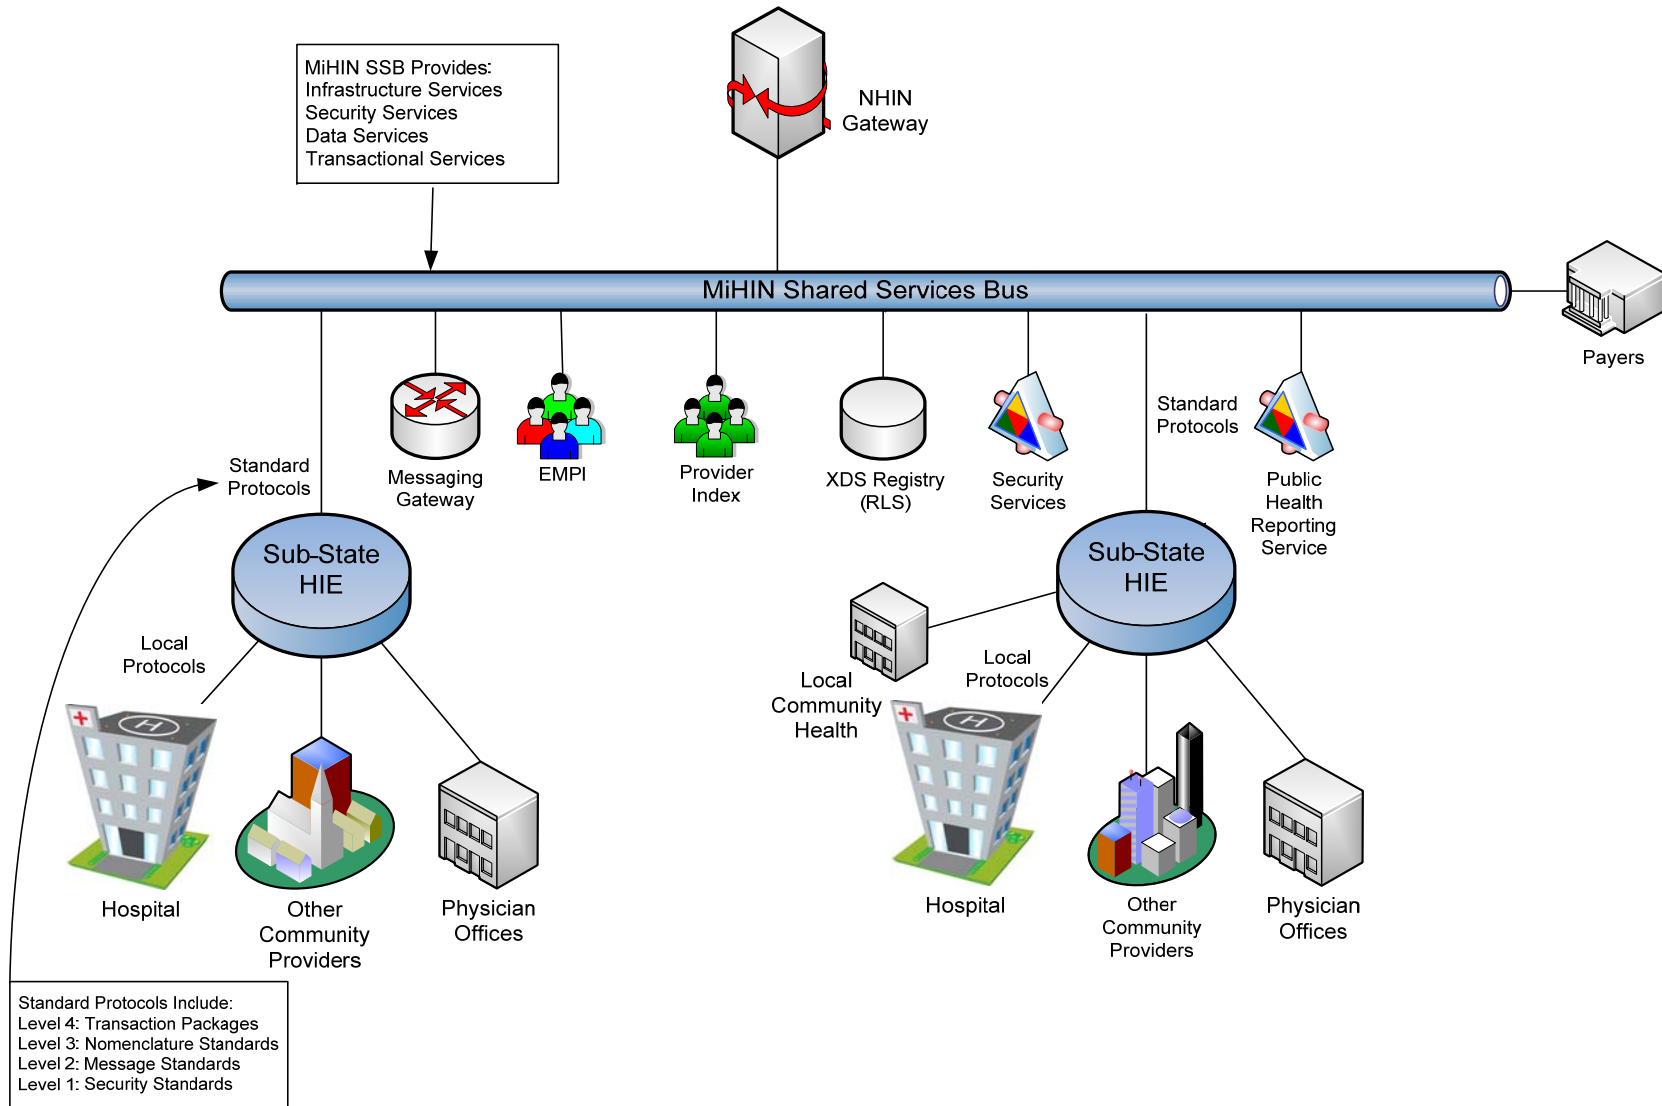 MiHIN SSB Provides:
Infrastructure Services
Security Services
Data Services
Transactional Services
NHIN
Gateway
MiHIN Shared Services Bus
Payers
Standard
Protocols
Messaging
Gateway
EMPI
Provider
Index
XDS Registry
(RLS)
Security
Services
Standard
Protocols
Public
Health
Reporting
Service
Sub-State
HIE
Sub-State
HIE
Local
Protocols
Local
Protocols
Local
Community
Health
H
H
Hospital
Other
Community
Providers
Physician
Offices
Hospital
Other
Community
Providers
Physician
Offices
Standard Protocols Include:
Level 4: Transaction Packages
Level 3: Nomenclature Standards
Level 2: Message Standards
Level 1: Security Standards